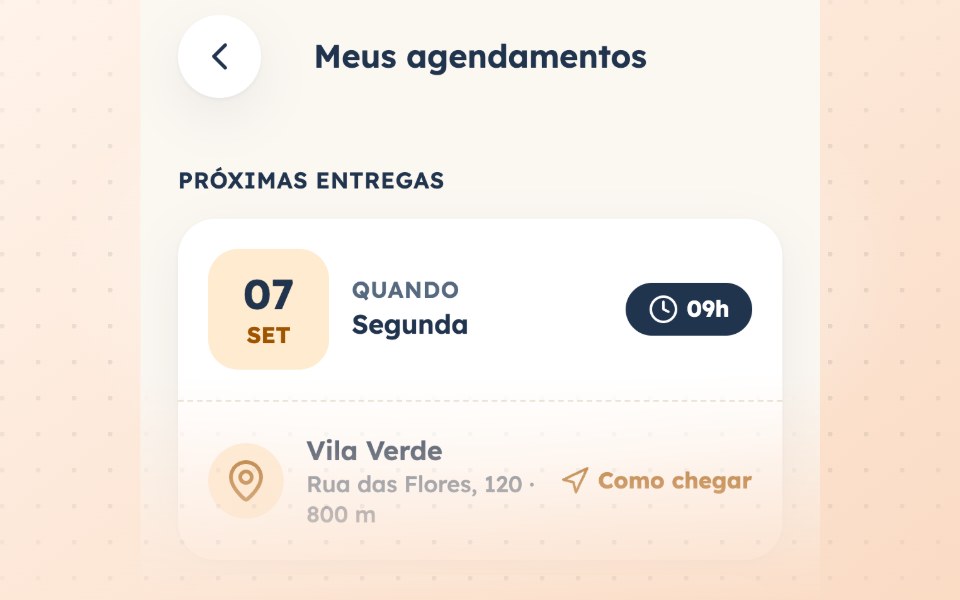 Meus agendamentos
PRÓXIMAS ENTREGAS
07
SET
QUANDO
Segunda
09h
Vila Verde
Rua das Flores, 120 ·
800 m
Como chegar